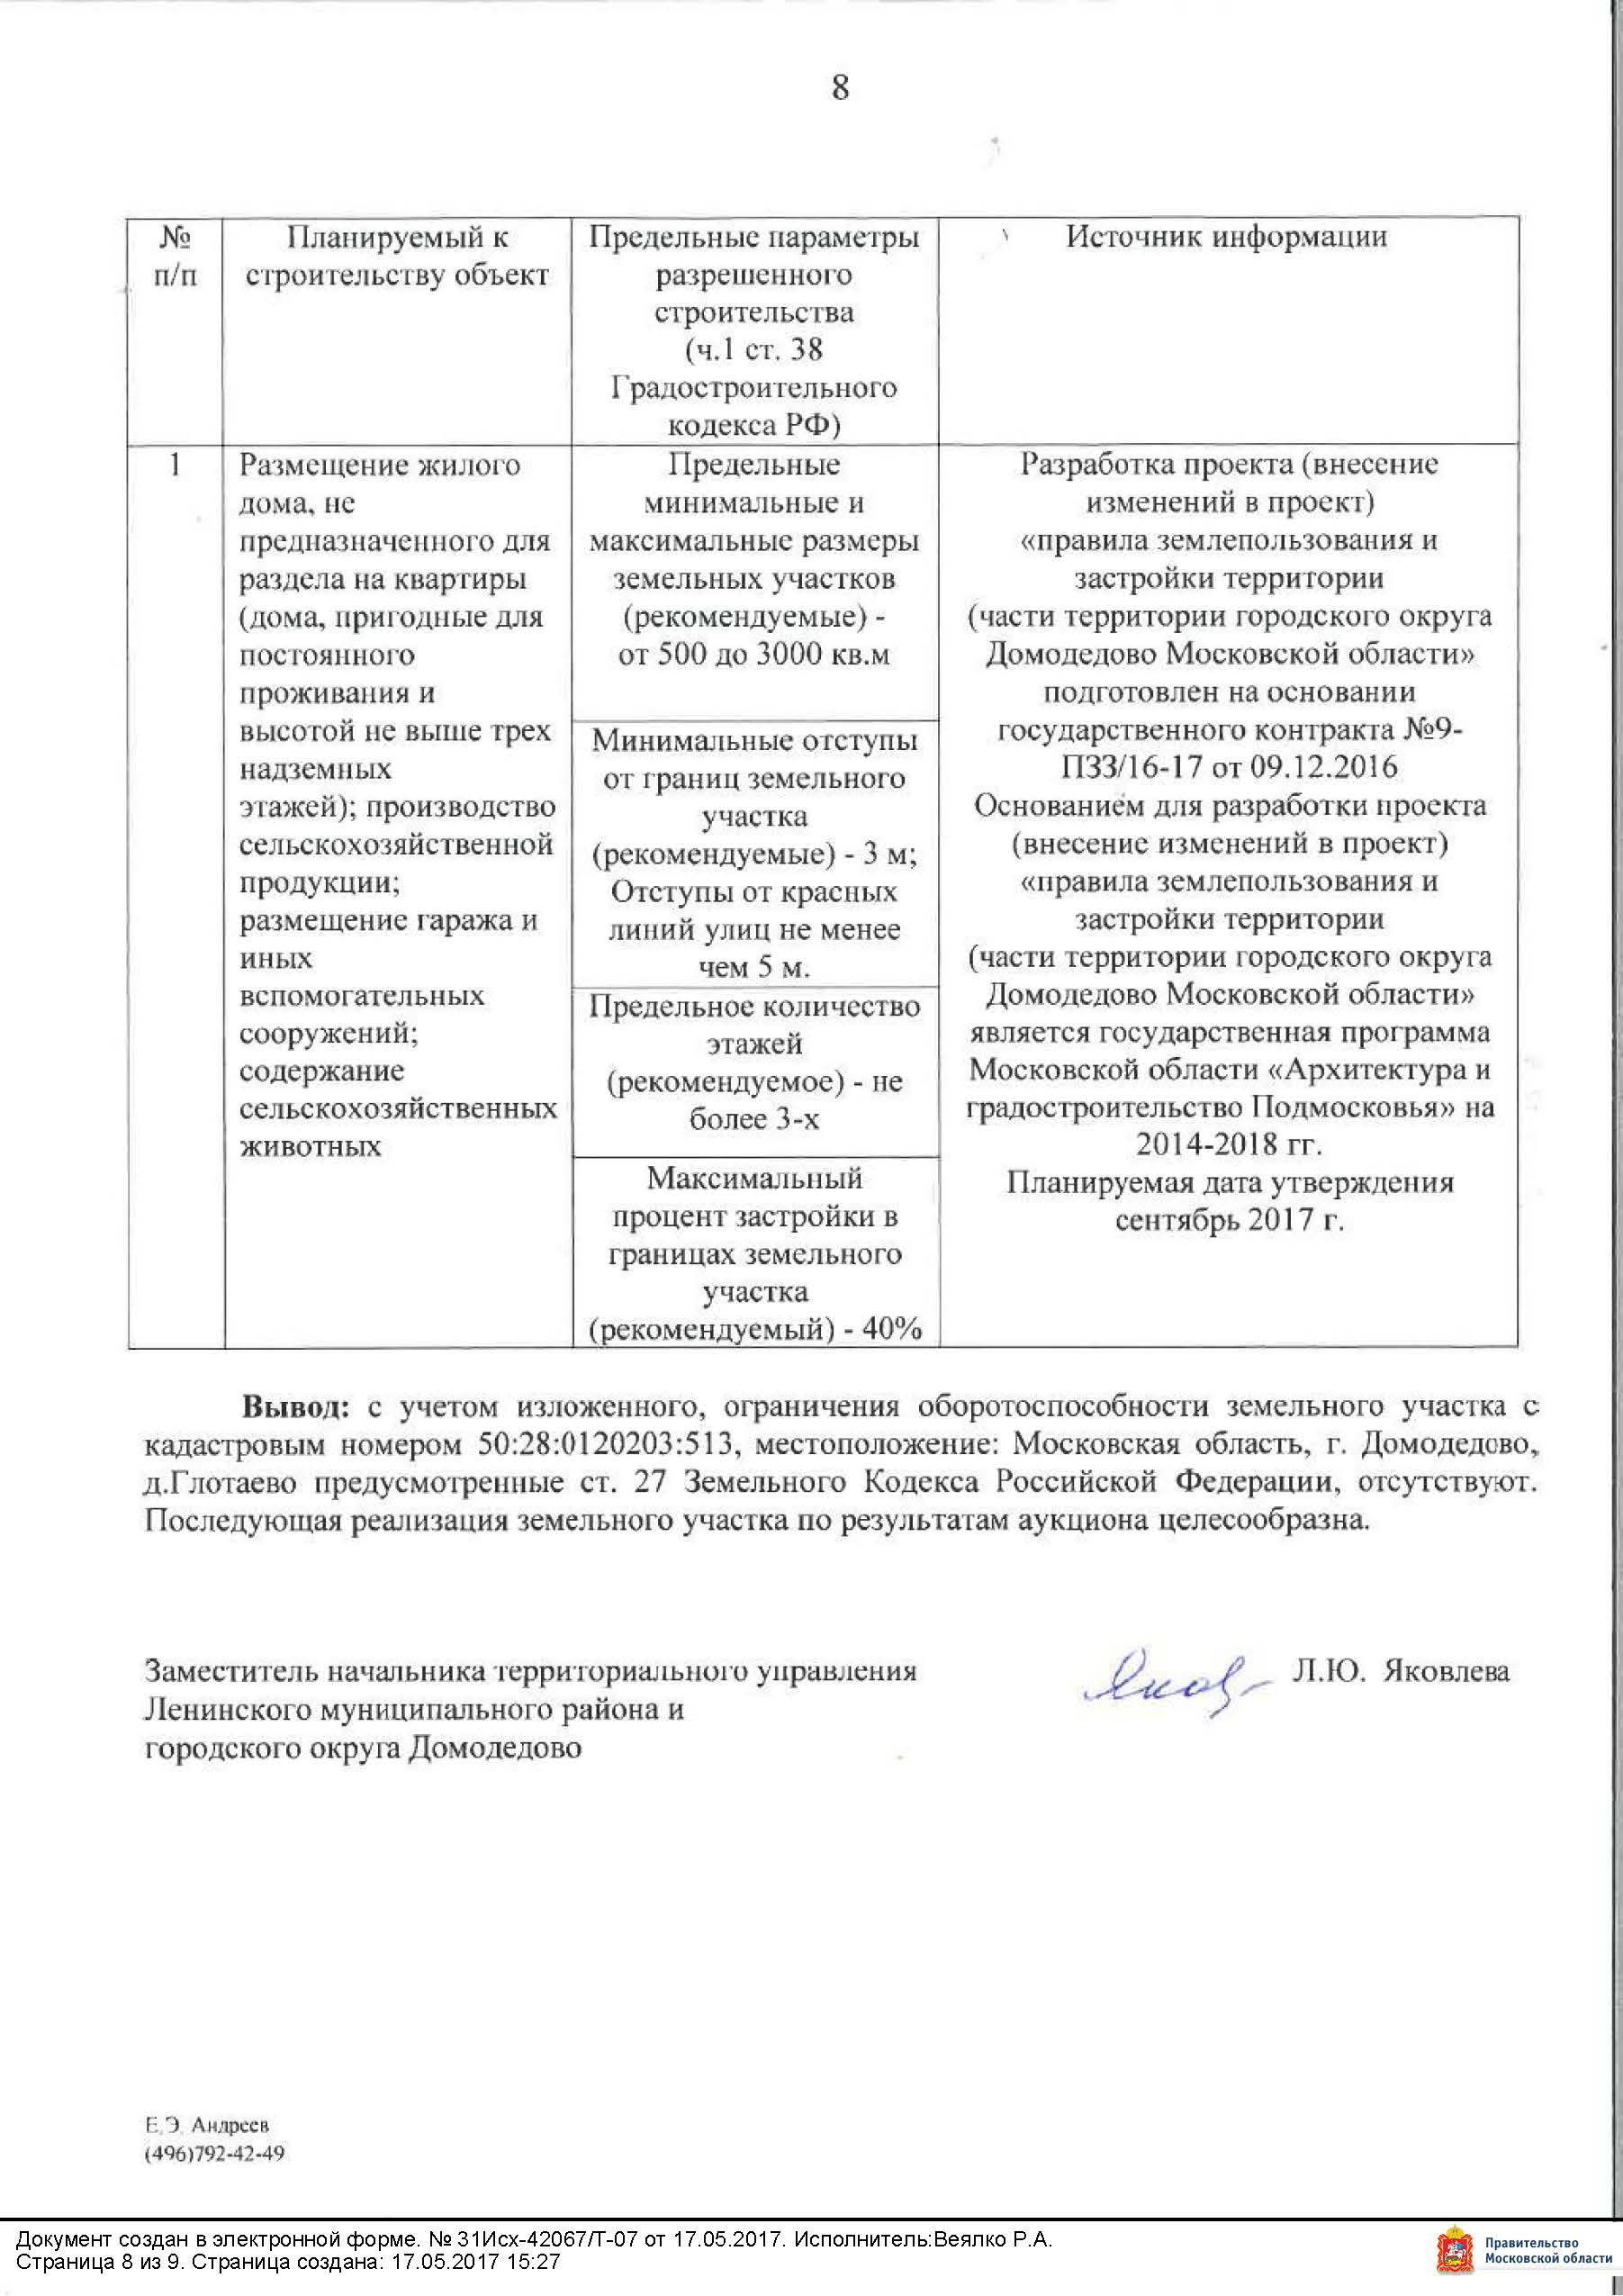 8
№
п/п
Планируемый к
строительству объект
Предельные параметры
разрешенного
строительства
(ч.1 ст. 38
Градостроительного
кодекса РФ)
Источник информации
1
Размещение жилого
дома, не
предназначенного для
раздела на квартиры
(дома, пригодные для
постоянного
проживания и
высотой не выше трех
надземных
этажей); производство
сельскохозяйственной
продукции;
размещение гаража и
иных
вспомогательных
сооружений;
содержание
сельскохозяйственных
животных
Предельные
минимальные и
максимальные размеры
земельных участков
(рекомендуемые) -
от 500 до 3000 кв.м
Минимальные отступы
от границ земельного
участка
(рекомендуемые) - 3 м;
Отступы от красных
линий улиц не менее
чем 5 м.
Предельное количество
этажей
(рекомендуемое) - не
более 3-х
Максимальный
процент застройки в
границах земельного
участка
(рекомендуемый) - 40%
Разработка проекта (внесение
изменений в проект)
«правила землепользования и
застройки территории
(части территории городского округа
Домодедово Московской области»
подготовлен на основании
государственного контракта №9-
ПЗЗ/16-17 от 09.12.2016
Основанием для разработки проекта
(внесение изменений в проект)
«правила землепользования и
застройки территории
(части территории городского округа
Домодедово Московской области»
является государственная программа
Московской области «Архитектура и
градостроительство Подмосковья» на
2014-2018 гг.
Планируемая дата утверждения
сентябрь 2017 г.
Вывод: с учетом изложенного, ограничения оборотоспособности земельного участка с
кадастровым номером 50:28:0120203:513, местоположение: Московская область, г. Домодедово,
д.Глотаево предусмотренные ст. 27 Земельного Кодекса Российской Федерации, отсутствуют.
Последующая реализация земельного участка по результатам аукциона целесообразна.
Заместитель начальника территориального управления
Ленинского муниципального района и
городского округа Домодедово
Яков
Л.Ю. Яковлева
Е.Э. Андреев
(496)792-42-49
Документ создан в электронной форме. № 31Исх-42067/Т-07 от 17.05.2017. Исполнитель:Веялко Р.А.
Страница 8 из 9. Страница создана: 17.05.2017 15:27
Правительство
Московской области